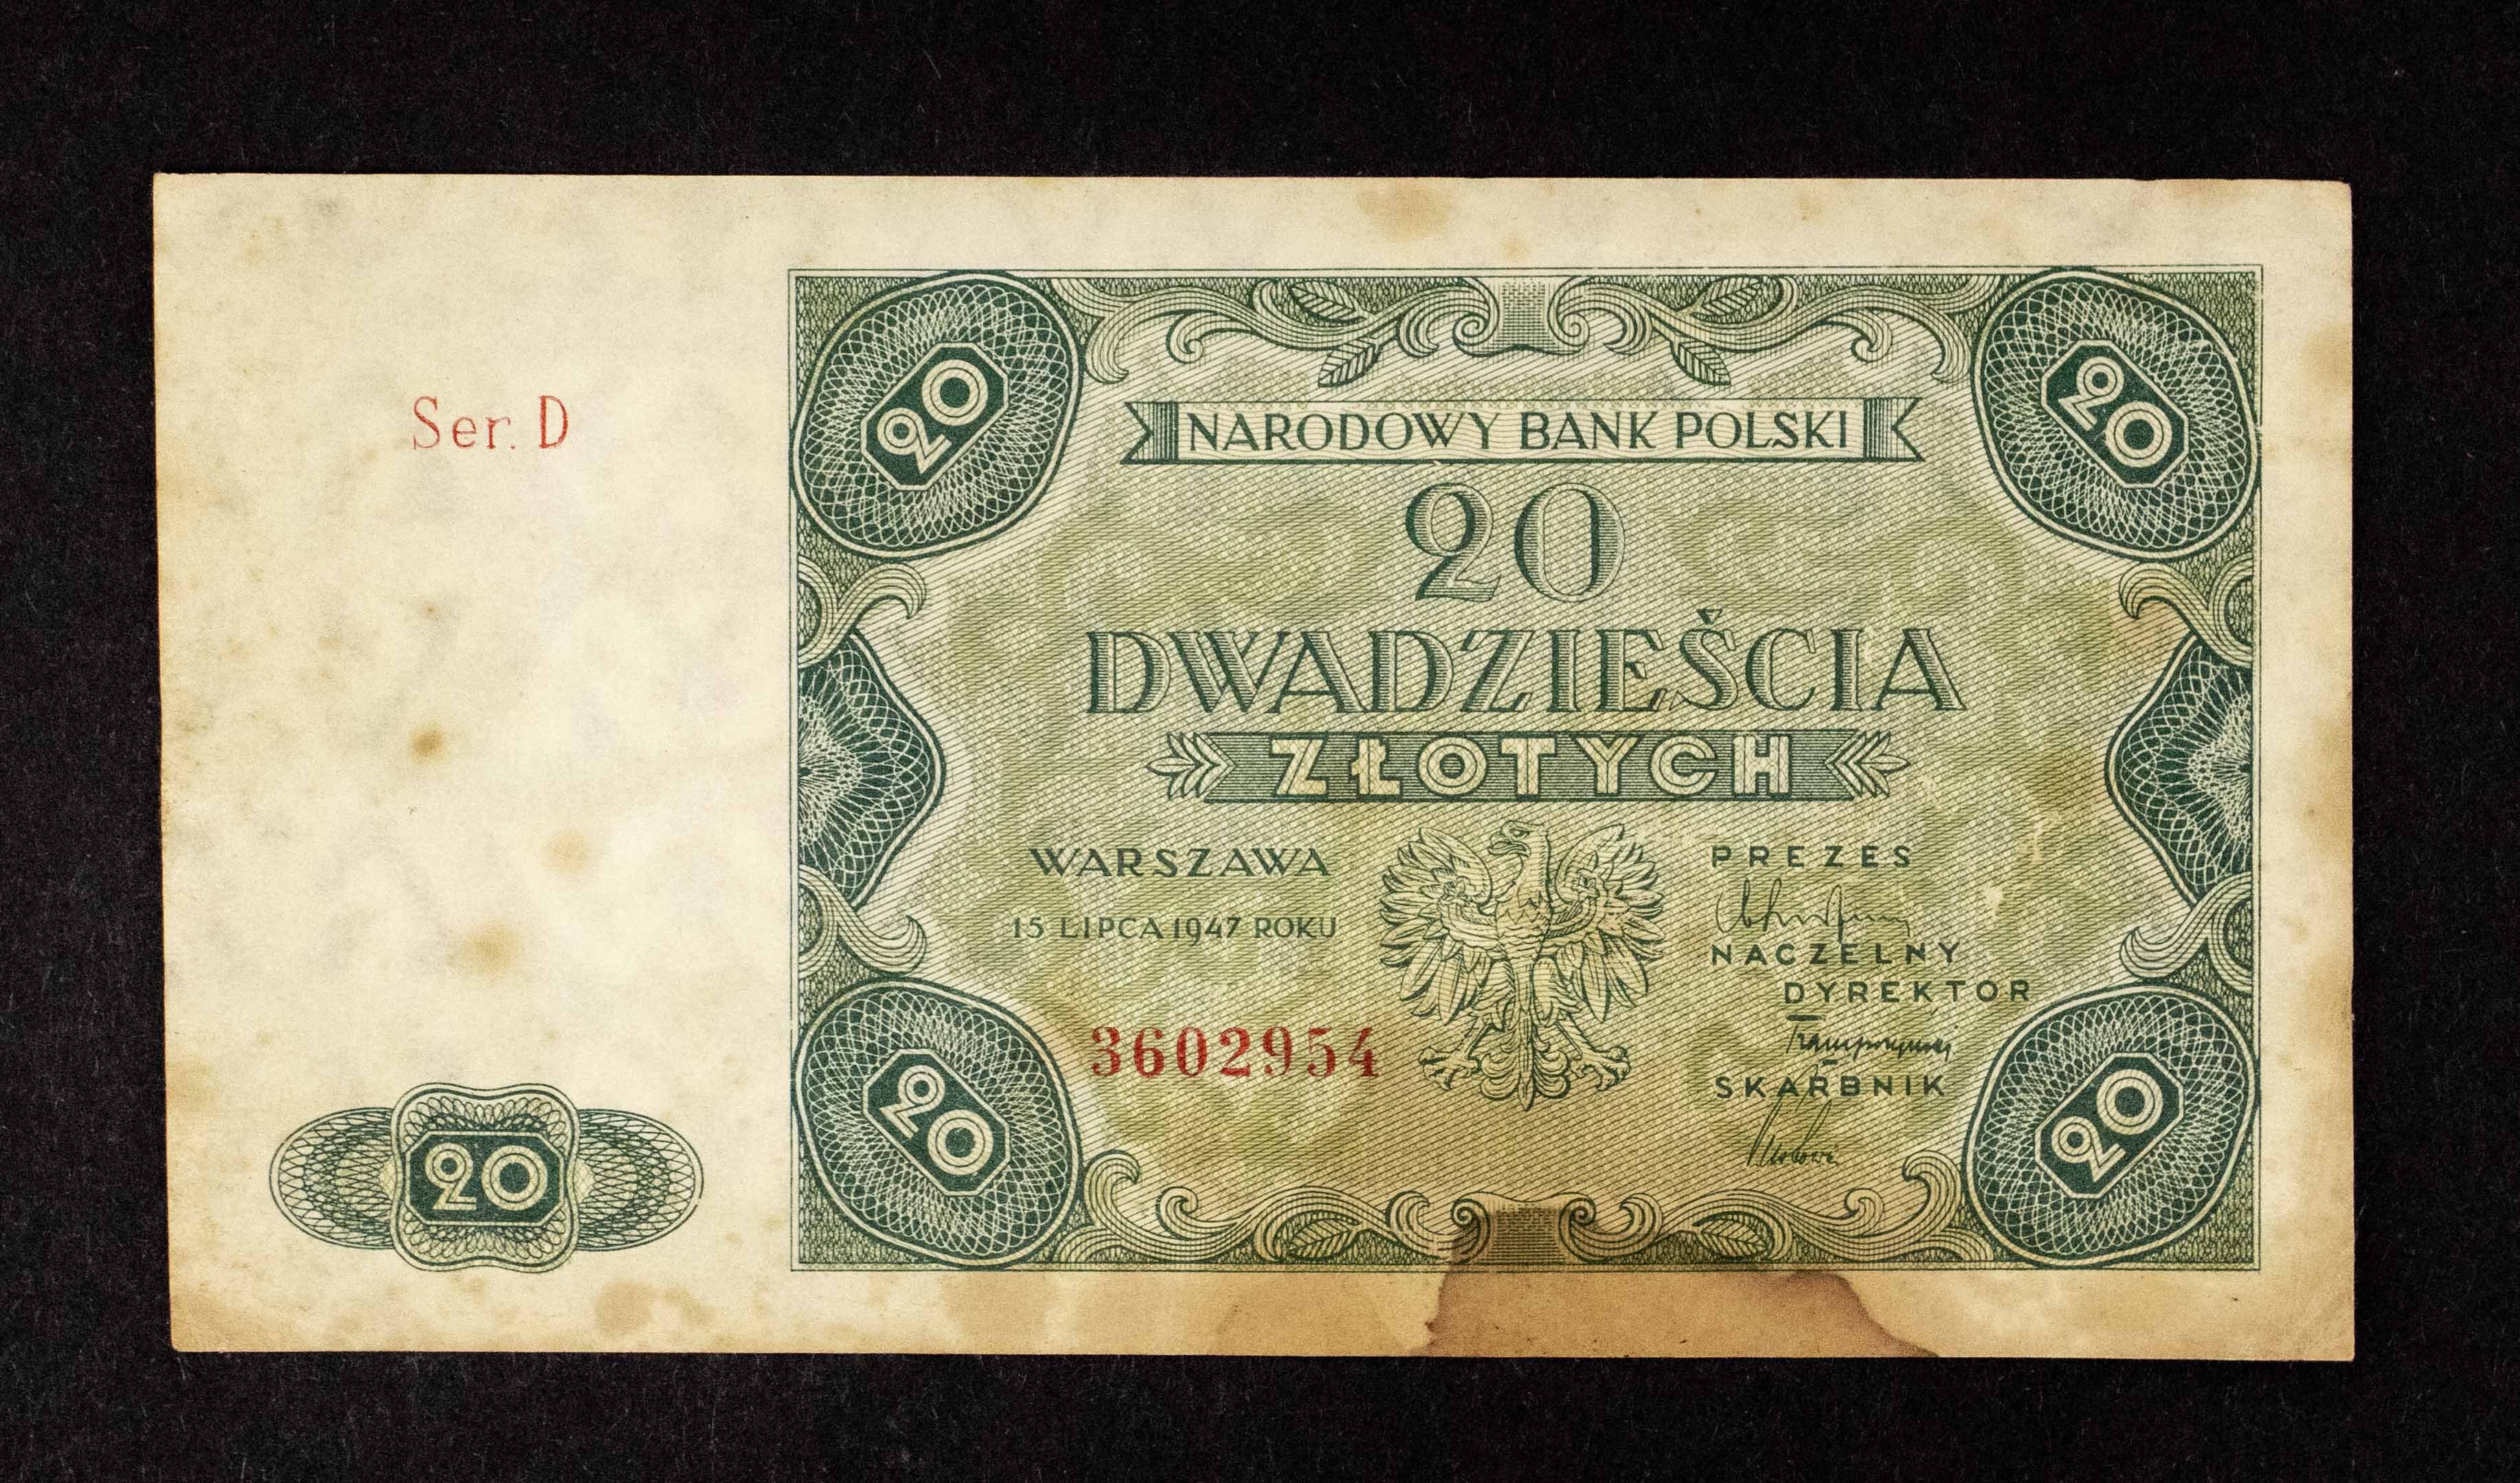 Ser. D
20
20
NARODOWY BANK POLSKI
20
DWADZIEŚCIA
ZŁOTYCH
WARSZAWA
15 LIPCA 1947 ROKU
3602954
PREZES
NACZELNY
DYREKTOR
SKARBNIK
20
20
20